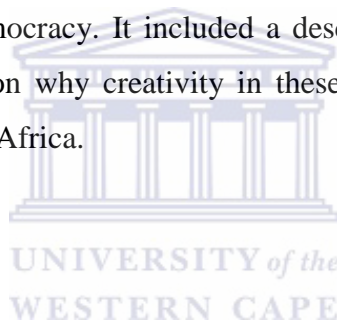 nocracy. It included a desc
on why creativity in these
Africa.
UNIVERSITY of the
WESTERN CAPE